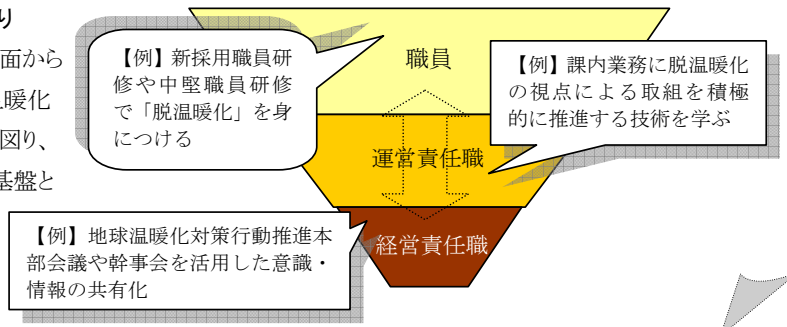 り
面から
温暖化
図り、
基盤と
【例】新採用職員研
修や中堅職員研修
で「脱温暖化」を身
につける
職員
【例】課内業務に脱温暖化
の視点による取組を積極
的に推進する技術を学ぶ
運営責任職
【例】地球温暖化対策行動推進本
部会議や幹事会を活用した意識・
情報の共有化
経営責任職